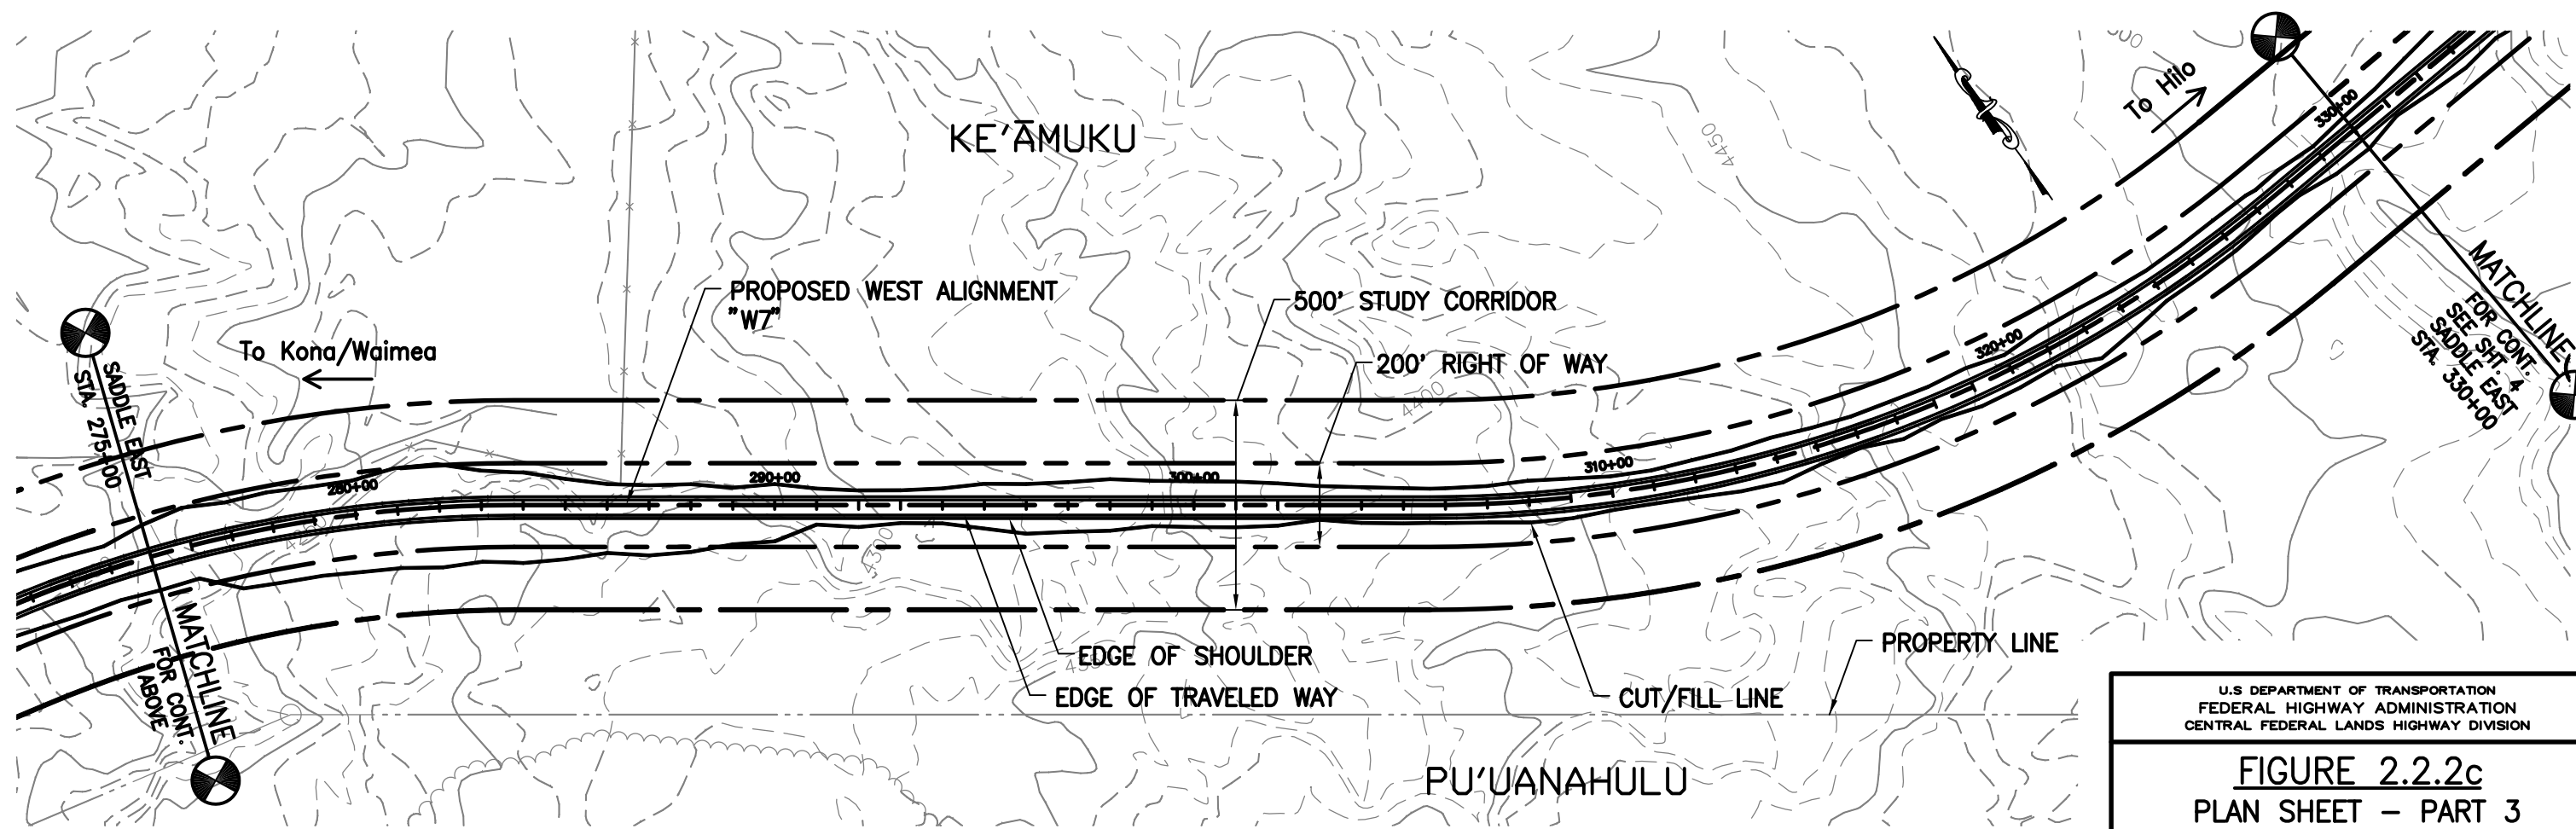 KE'ĀMUKU
To Hilo
4450
330+00
PROPOSED WEST ALIGNMENT
"W7"
500' STUDY CORRIDOR
To Kona/Waimea
200' RIGHT OF WAY
320+00
4400
SADDLE EAST
STA. 275+00
MATCHLINE
FOR CONT.
ABOVE
280+00
290+00
300+00
310+00
4300
MATCHLINE
FOR CONT.
SEE SHT. 4
SADDLE EAST
STA. 330+00
EDGE OF SHOULDER
EDGE OF TRAVELED WAY
CUT/FILL LINE
PROPERTY LINE
PU'UANAHULU
U.S DEPARTMENT OF TRANSPORTATION
FEDERAL HIGHWAY ADMINISTRATION
CENTRAL FEDERAL LANDS HIGHWAY DIVISION
FIGURE 2.2.2c
PLAN SHEET – PART 3